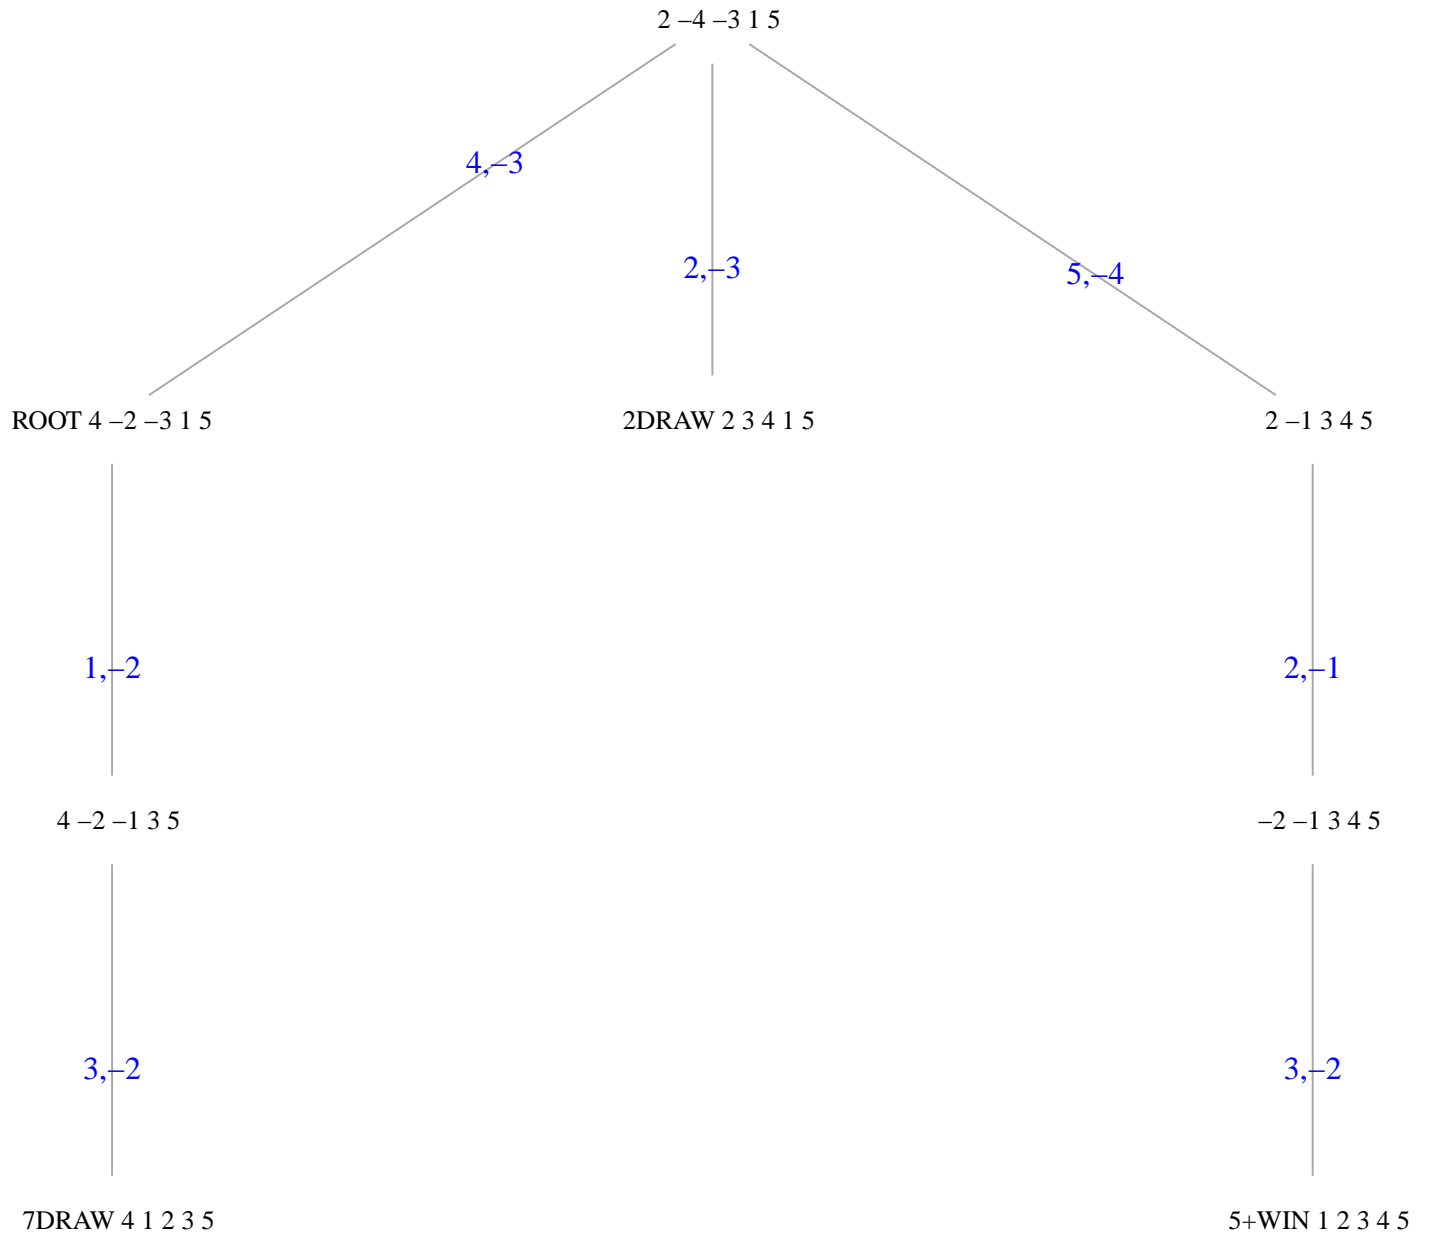 2 –4 –3 1 5
4,–3
2,–3
5,–4
ROOT 4 –2 –3 1 5
2DRAW 2 3 4 1 5
2 –1 3 4 5
1,–2
2,–1
4 –2 –1 3 5
–2 –1 3 4 5
3,–2
3,–2
7DRAW 4 1 2 3 5
5+WIN 1 2 3 4 5